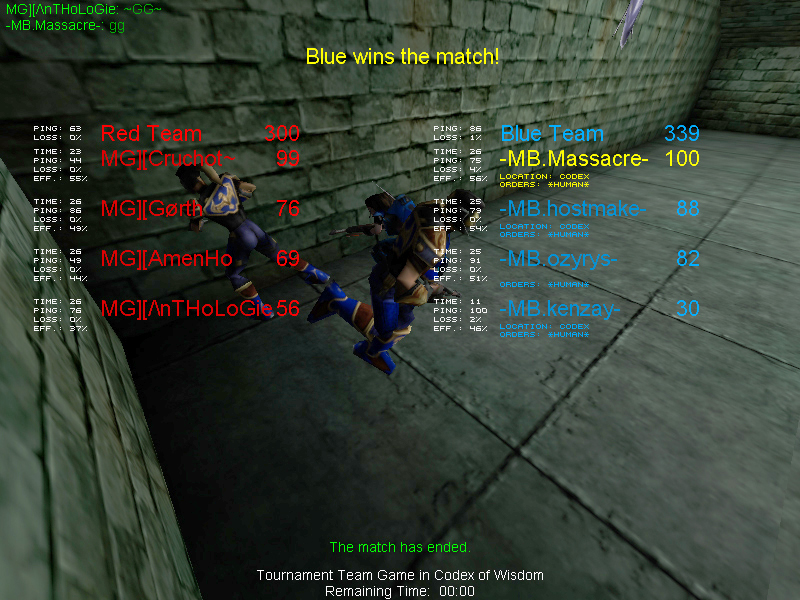 MG][/\nTHoLoGie: ~GG~
-MB.Massacre-: gg
Blue wins the match!
PING: 63
LOSS: 0%
Red Team 300
TIME: 23
PING: 44
LOSS: 0%
EFF.: 55%
MG][Cruchot~ 99
TIME: 26
PING: 86
LOSS: 0%
EFF.: 49%
MG][Gørth 76
TIME: 26
PING: 49
LOSS: 0%
EFF.: 44%
MG][AmenHo 69
TIME: 26
PING: 76
LOSS: 0%
EFF.: 37%
MG][/\nTHoLoGie 56
PING: 86
LOSS: 1%
Blue Team 339
TIME: 26
PING: 75
LOSS: 4%
EFF.: 56%
-MB.Massacre- 100
LOCATION: CODEX
ORDERS: *HUMAN*
TIME: 25
PING: 79
LOSS: 0%
EFF.: 54%
-MB.hostmake- 88
LOCATION: CODEX
ORDERS: *HUMAN*
TIME: 25
PING: 91
LOSS: 0%
EFF.: 51%
-MB.ozyrys- 82
ORDERS: *HUMAN*
TIME: 11
PING: 100
LOSS: 2%
EFF.: 46%
-MB.kenzay- 30
LOCATION: CODEX
ORDERS: *HUMAN*
The match has ended.
Tournament Team Game in Codex of Wisdom
Remaining Time: 00:00